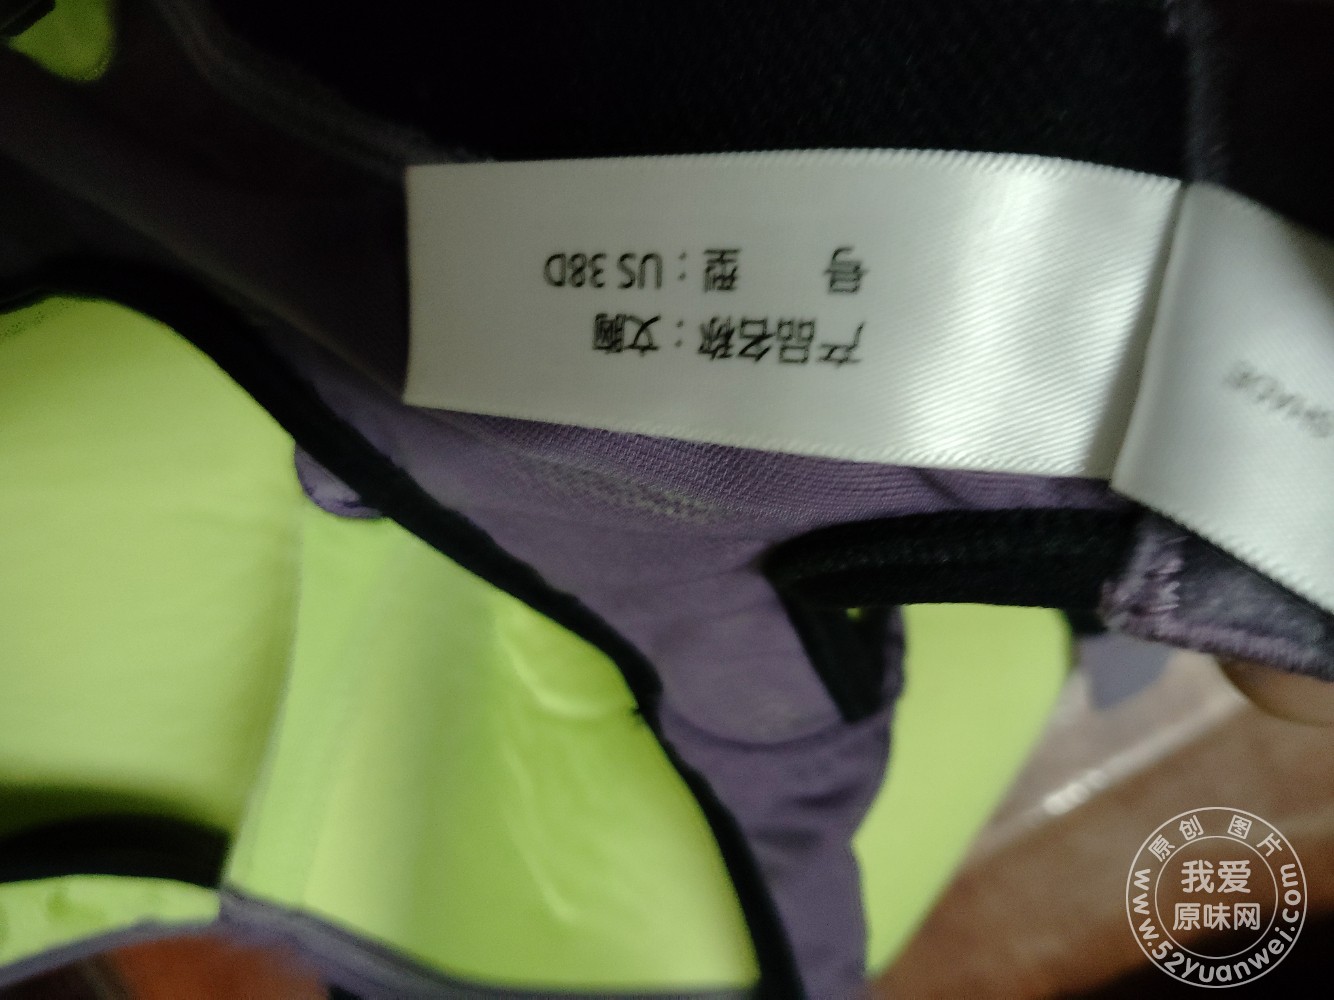 产品名称：文胸
号型：US 38D
原创图片
我爱
原味网
www.52yuanwei.com